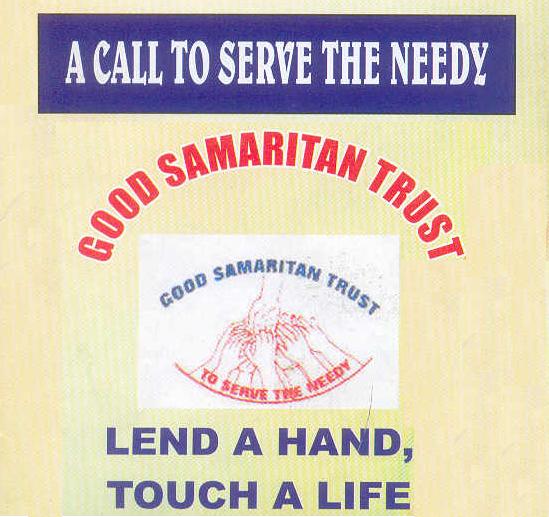 A CALL TO SERVE THE NEEDY
GOOD SAMARITAN TRUST
GOOD SAMARITAN TRUST
TO SERVE THE NEEDY
LEND A HAND,
TOUCH A LIFE